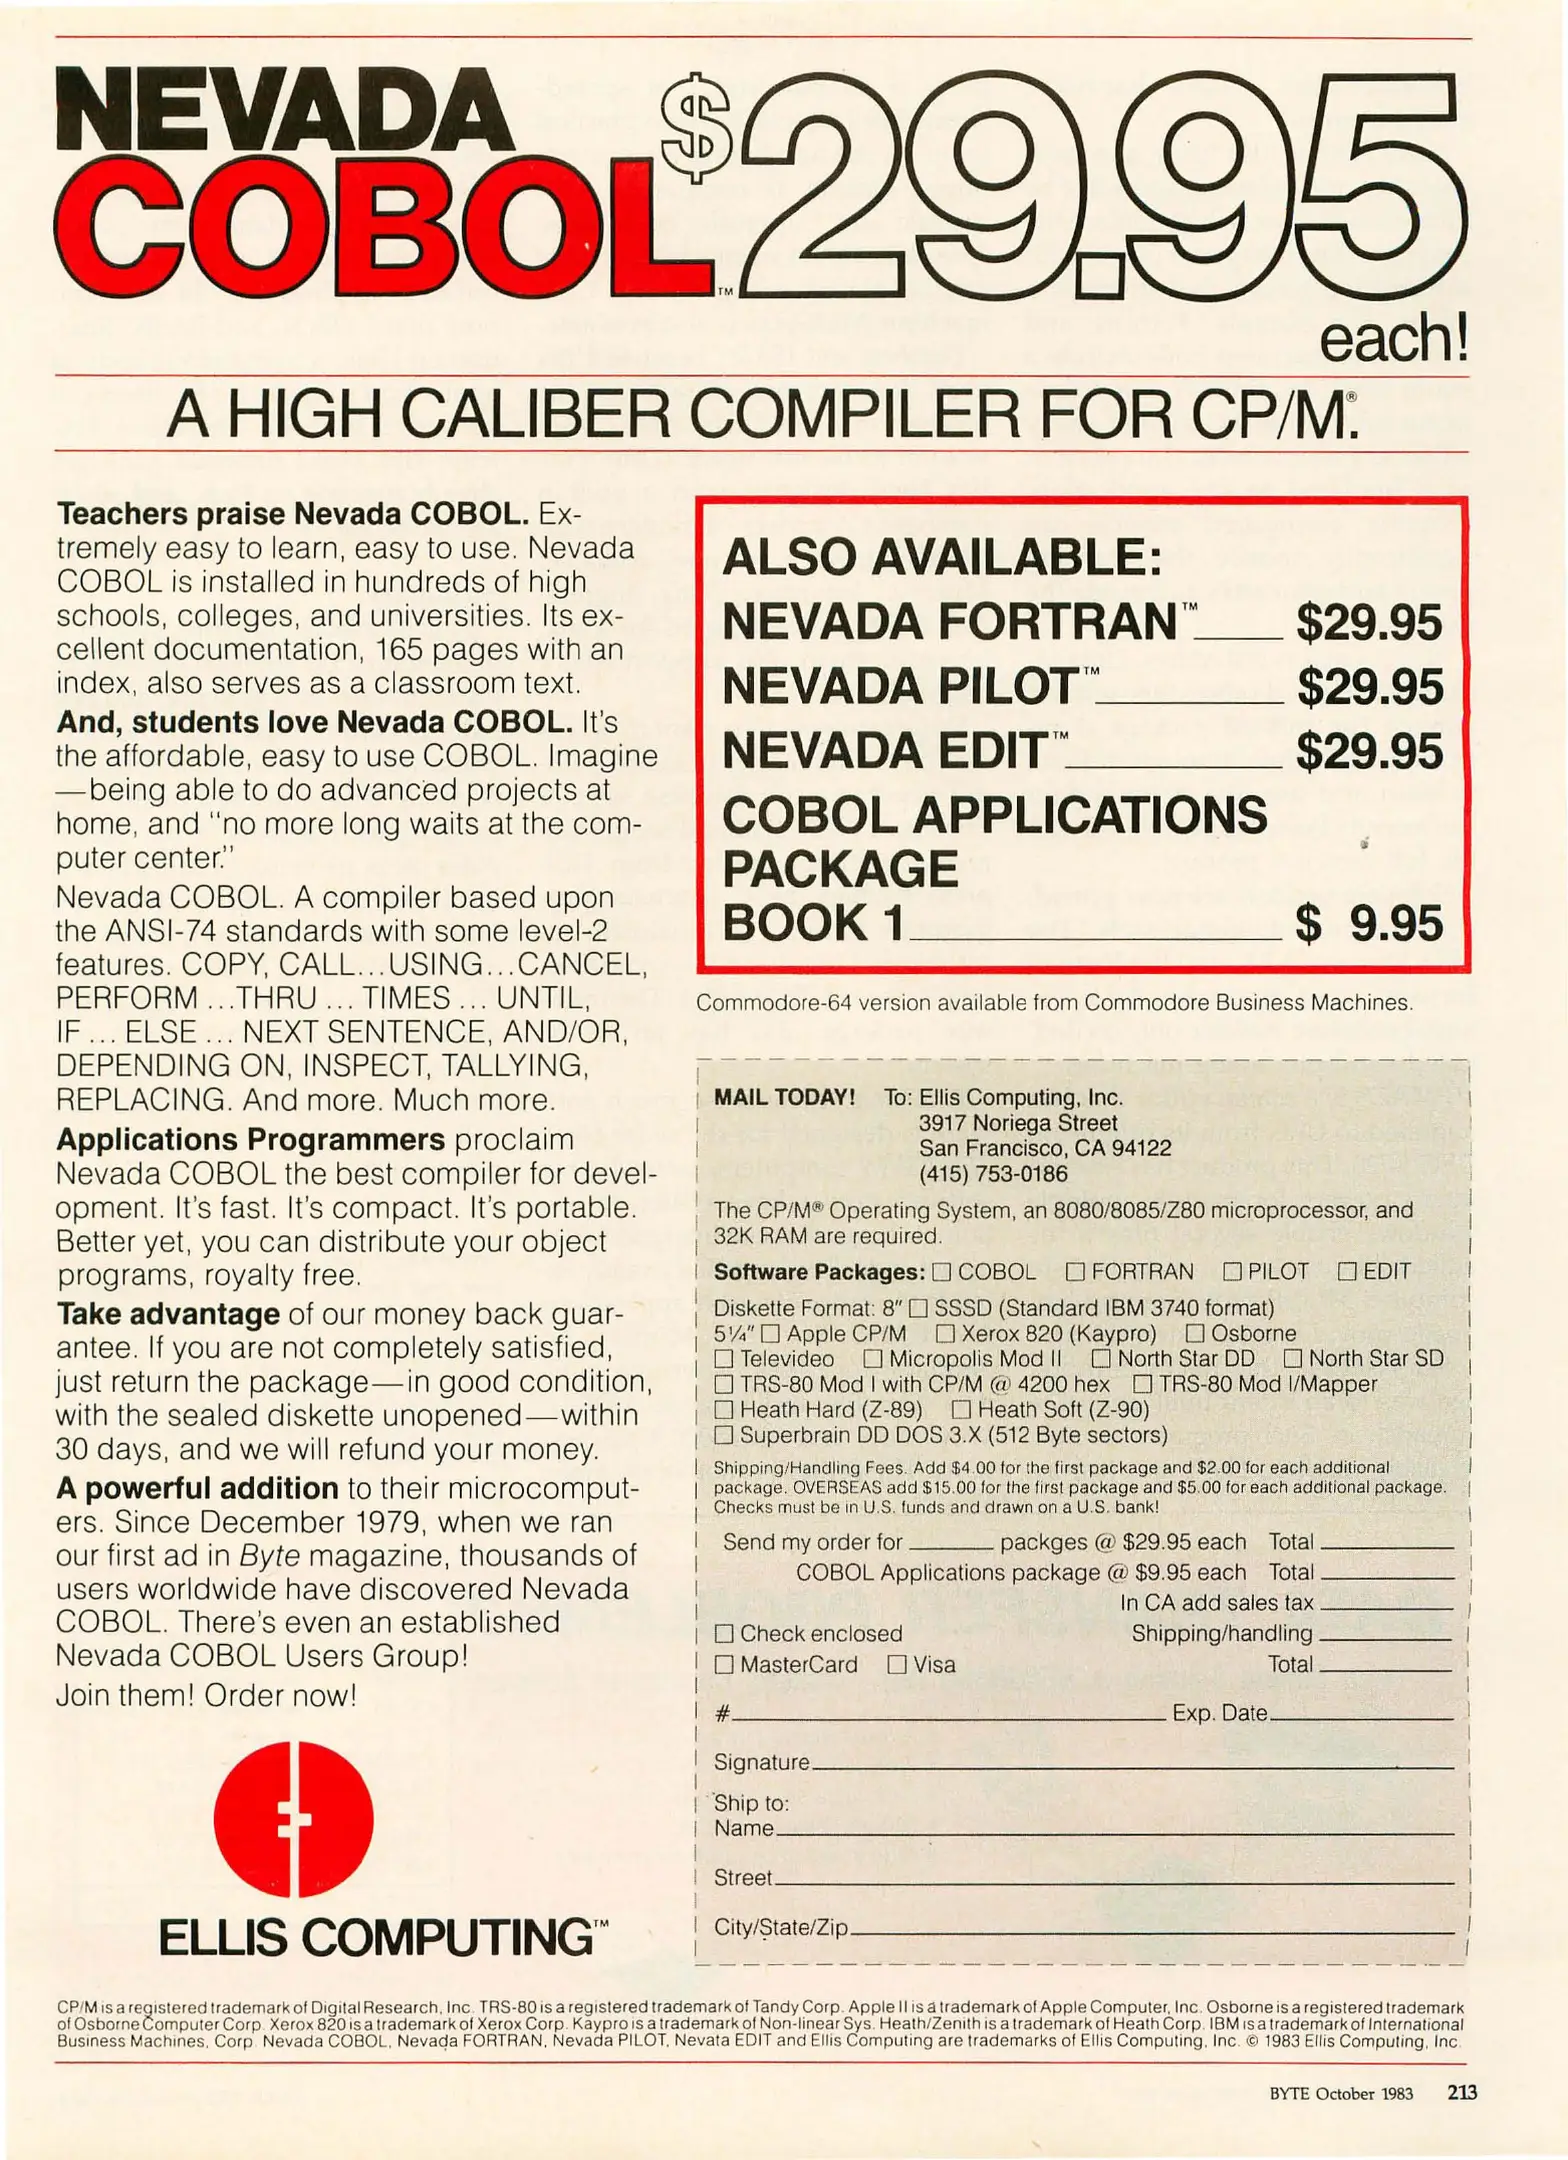 NEVADA
COBOL™
$29.95
each!
A HIGH CALIBER COMPILER FOR CP/M®.
Teachers praise Nevada COBOL. Ex-
tremely easy to learn, easy to use. Nevada
COBOL is installed in hundreds of high
schools, colleges, and universities. Its ex-
cellent documentation, 165 pages with an
index, also serves as a classroom text.
And, students love Nevada COBOL. It's
the affordable, easy to use COBOL. Imagine
—being able to do advanced projects at
home, and "no more long waits at the com-
puter center."
Nevada COBOL. A compiler based upon
the ANSI-74 standards with some level-2
features. COPY, CALL...USING...CANCEL,
PERFORM ...THRU ... TIMES ... UNTIL,
IF ... ELSE ... NEXT SENTENCE, AND/OR,
DEPENDING ON, INSPECT, TALLYING,
REPLACING. And more. Much more.
Applications Programmers proclaim
Nevada COBOL the best compiler for devel-
opment. It's fast. It's compact. It's portable.
Better yet, you can distribute your object
programs, royalty free.
Take advantage of our money back guar-
antee. If you are not completely satisfied,
just return the package—in good condition,
with the sealed diskette unopened—within
30 days, and we will refund your money.
A powerful addition to their microcomput-
ers. Since December 1979, when we ran
our first ad in Byte magazine, thousands of
users worldwide have discovered Nevada
COBOL. There's even an established
Nevada COBOL Users Group!
Join them! Order now!
ELLIS COMPUTING™
ALSO AVAILABLE:
NEVADA FORTRAN™____ $29.95
NEVADA PILOT™____ $29.95
NEVADA EDIT™____ $29.95
COBOL APPLICATIONS
PACKAGE
BOOK 1____ $ 9.95
Commodore-64 version available from Commodore Business Machines.
MAIL TODAY! To: Ellis Computing, Inc.
3917 Noriega Street
San Francisco, CA 94122
(415) 753-0186
The CP/M® Operating System, an 8080/8085/Z80 microprocessor, and
32K RAM are required.
Software Packages: □ COBOL □ FORTRAN □ PILOT □ EDIT
Diskette Format: 8" □ SSSD (Standard IBM 3740 format)
5¼" □ Apple CP/M □ Xerox 820 (Kaypro) □ Osborne
□ Televideo □ Micropolis Mod II □ North Star DD □ North Star SD
□ TRS-80 Mod I with CP/M @ 4200 hex □ TRS-80 Mod I/Mapper
□ Heath Hard (Z-89) □ Heath Soft (Z-90)
□ Superbrain DD DOS 3.X (512 Byte sectors)
Shipping/Handling Fees. Add $4.00 for the first package and $2.00 for each additional
package. OVERSEAS add $15.00 for the first package and $5.00 for each additional package.
Checks must be in U.S. funds and drawn on a U.S. bank!
Send my order for ____ packges @ $29.95 each Total ____
COBOL Applications package @ $9.95 each Total ____
In CA add sales tax ____
□ Check enclosed Shipping/handling ____
□ MasterCard □ Visa Total ____
#____ Exp. Date____
Signature____
Ship to:
Name____
Street____
City/State/Zip____
CP/M is a registered trademark of Digital Research, Inc. TRS-80 is a registered trademark of Tandy Corp. Apple II is a trademark of Apple Computer, Inc. Osborne is a registered trademark
of Osborne Computer Corp. Xerox 820 is a trademark of Xerox Corp. Kaypro is a trademark of Non-linear Sys. Heath/Zenith is a trademark of Heath Corp. IBM is a trademark of International
Business Machines, Corp. Nevada COBOL, Nevada FORTRAN, Nevada PILOT, Nevata EDIT and Ellis Computing are trademarks of Ellis Computing, Inc. © 1983 Ellis Computing, Inc.
BYTE October 1983 213